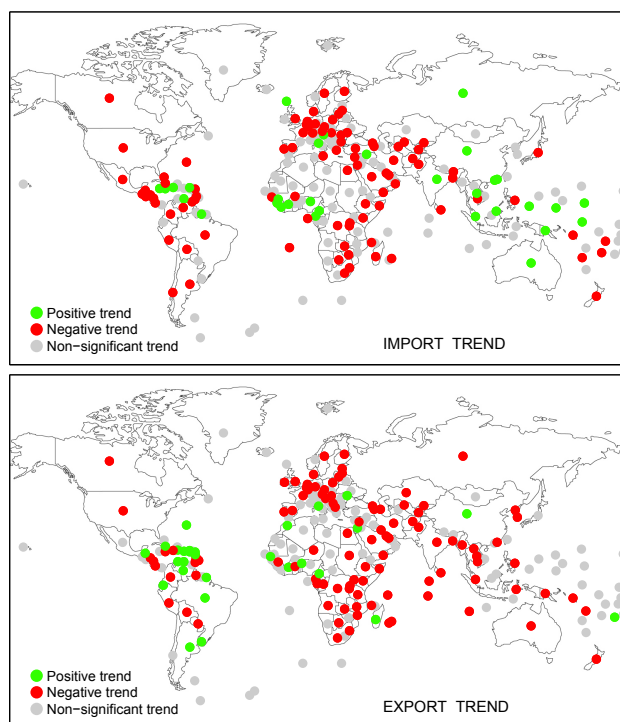 Positive trend
Negative trend
Non−significant trend
IMPORT TREND
Positive trend
Negative trend
Non−significant trend
EXPORT TREND